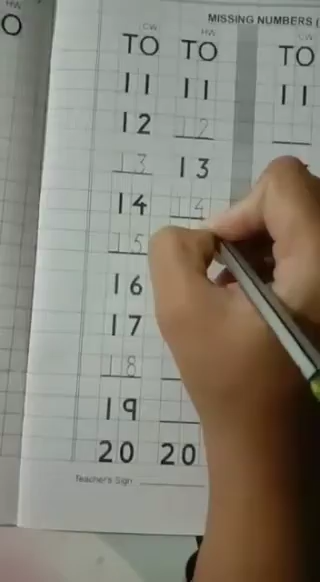 HW
O
MISSING NUMBERS (
CW HW CW
TO TO TO
11 11 11
12 12
13 13
14 14
15
16
17
18
19
20 20
Teacher's Sign